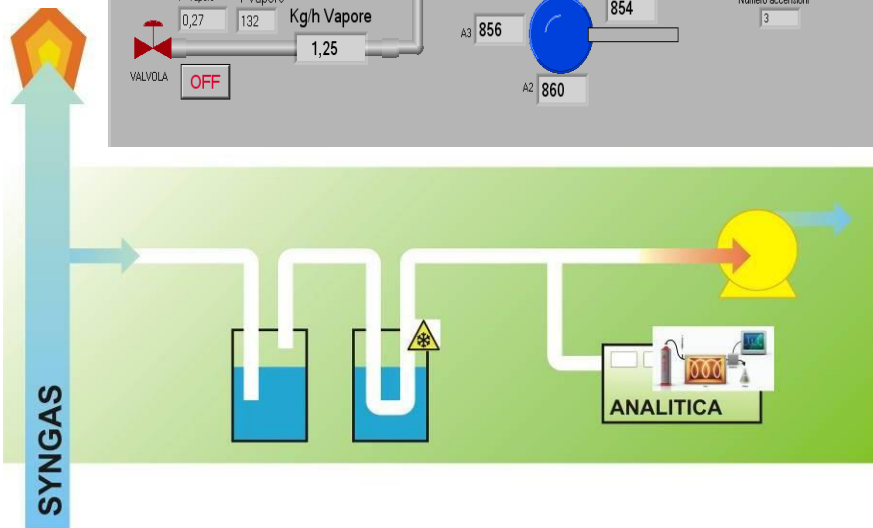 0,27
132
Kg/h Vapore
1,25
VALVOLA
OFF
A3
856
854
A2
860
3
SYNGAS
ANALITICA